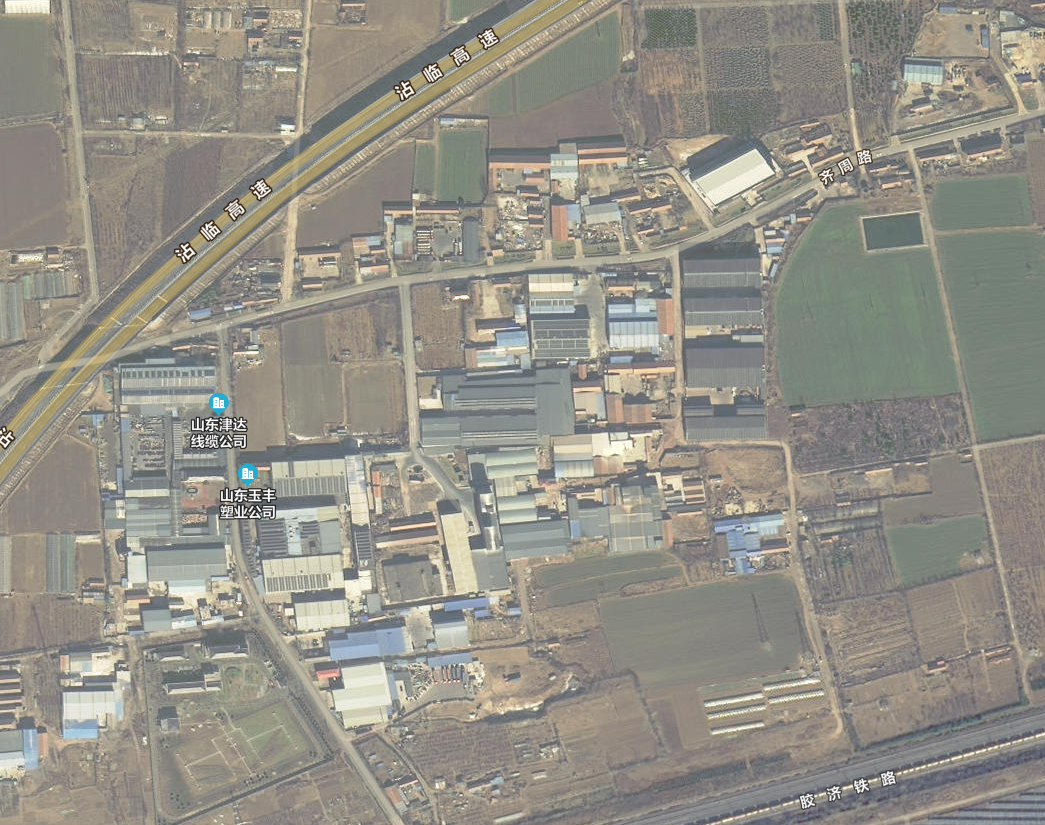 沾临高速
沾临高速
沾
齐周路
山东津达
线缆公司
山东玉丰
塑业公司
胶济铁路